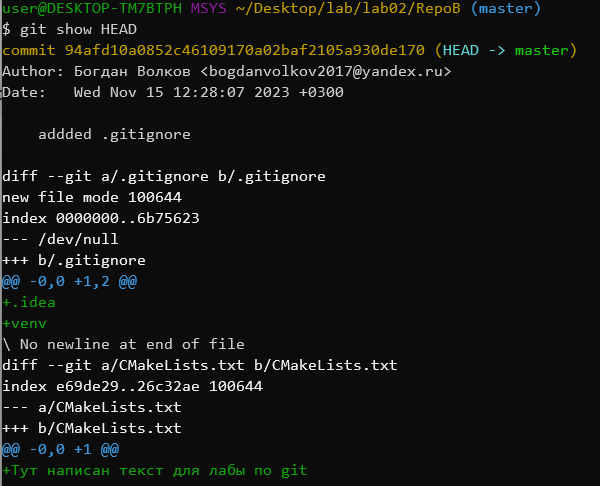 user@DESKTOP-TM7BTPH MSYS ~/Desktop/lab/lab02/RepoB (master)
$ git show HEAD
commit 94afd10a0852c46109170a02baf2105a930de170 (HEAD -> master)
Author: Богдан Волков <bogdanvolkov2017@yandex.ru>
Date:   Wed Nov 15 12:28:07 2023 +0300
    addded .gitignore
diff --git a/.gitignore b/.gitignore
new file mode 100644
index 0000000..6b75623
--- /dev/null
+++ b/.gitignore
@@ -0,0 +1,2 @@
+.idea
+venv
\ No newline at end of file
diff --git a/CMakeLists.txt b/CMakeLists.txt
index e69de29..26c32ae 100644
--- a/CMakeLists.txt
+++ b/CMakeLists.txt
@@ -0,0 +1 @@
+Тут написан текст для лабы по git